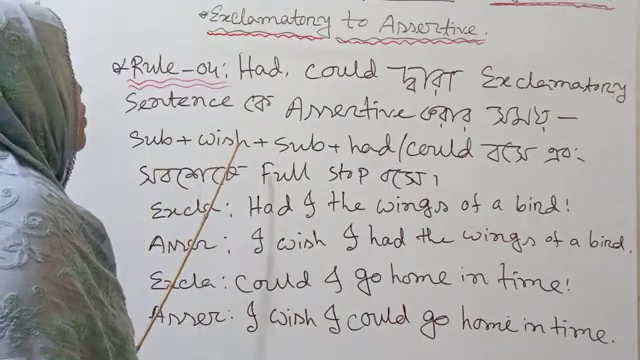 *Exclamatory to Assertive.
* Rule-04: Had, Could দ্বারা Exclamatory
Sentence কে Assertive করার সময় -
Sub + wish + sub + had/could বসে এবং
সবশেষে Full stop বসে।
Excla: Had I the wings of a bird!
Asser: I wish I had the wings of a bird.
Excla: Could I go home in time!
Asser: I wish I could go home in time.